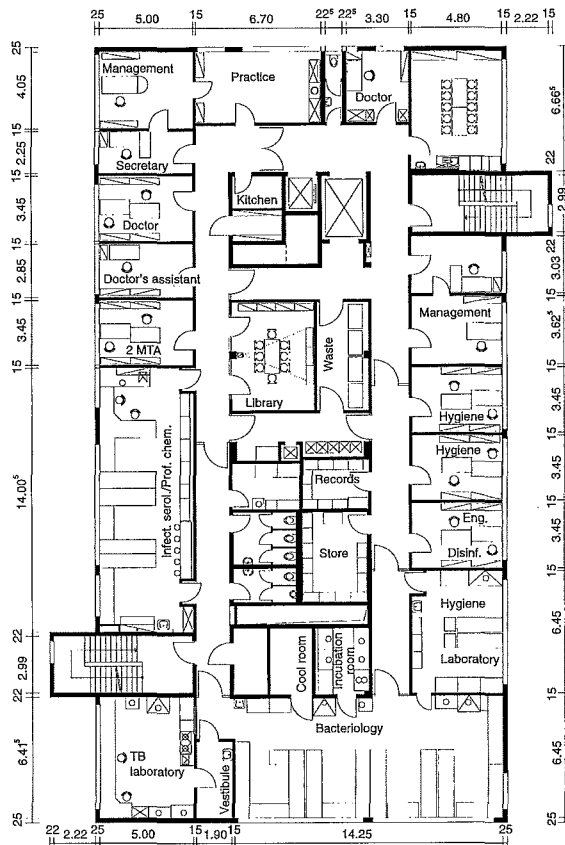 15 5.00 15 6.70 22⁵ 22⁵ 3.30 15 4.80 15 2.22 15
25
4.05
15
2.25
15
3.45
15
2.85
15
3.45
15
14.00⁵
22
2.99
22
6.41⁵
25
Management
Practice
Doctor
Secretary
Kitchen
Doctor
Doctor's assistant
Management
2 MTA
Waste
Library
Hygiene
Hygiene
Infect. serol./Prof. chem.
Records
Eng.
Store
Disinf.
Hygiene
Laboratory
Cool room
Incubation
room
Bacteriology
TB
laboratory
Vestibule
6.66⁵
22
2.99
22
3.03
15
3.62⁵
15
3.45
15
3.45
15
3.45
15
6.45
15
6.45
25
22 2.22 25 5.00 15 1.90 15 14.25 25